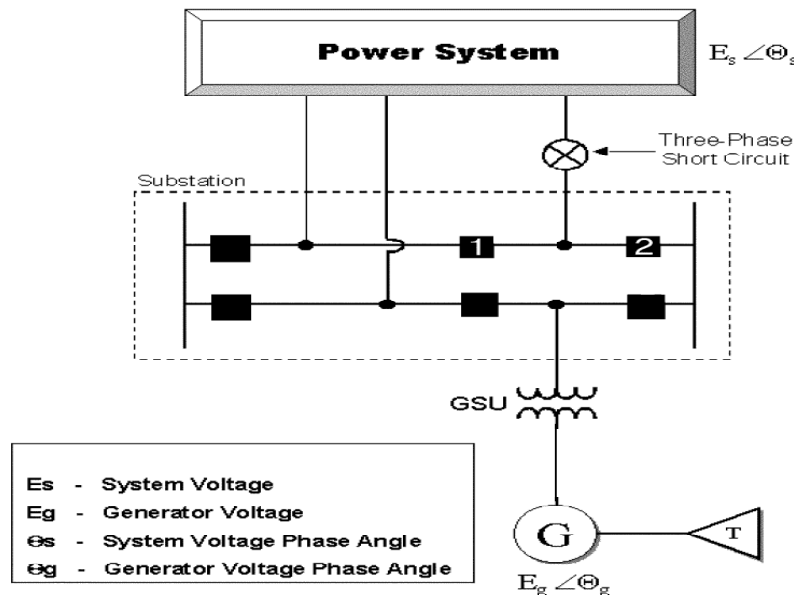 Power System
Es ∠Θs
Three-Phase
Short Circuit
Substation
1
2
GSU
Es - System Voltage
Eg - Generator Voltage
Θs - System Voltage Phase Angle
Θg - Generator Voltage Phase Angle
G
T
Eg ∠Θg